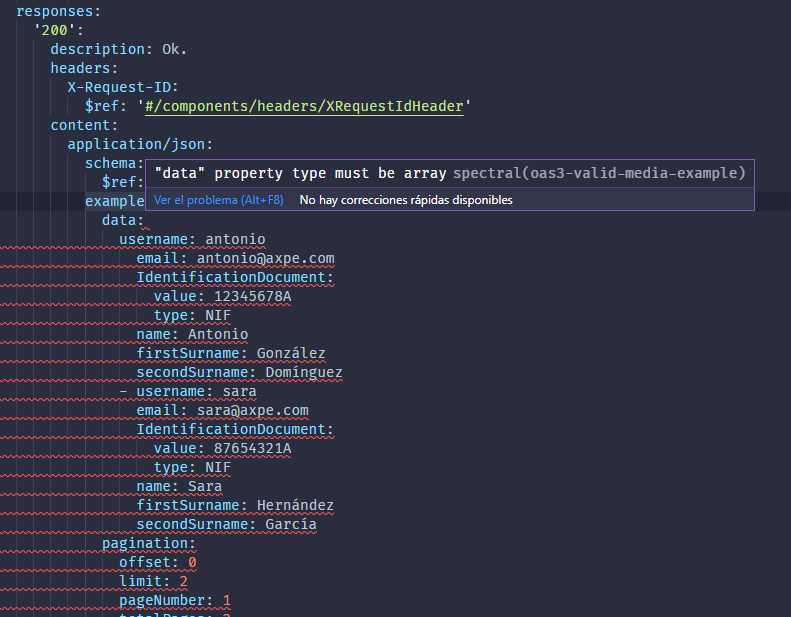 responses:
'200':
description: Ok.
headers:
X-Request-ID:
$ref: '#/components/headers/XRequestIdHeader'
content:
application/json:
schema:
"data" property type must be array spectral(oas3-valid-media-example)
$ref:
Ver el problema (Alt+F8) No hay correcciones rápidas disponibles
example
data:
username: antonio
email: antonio@axpe.com
IdentificationDocument:
value: 12345678A
type: NIF
name: Antonio
firstSurname: González
secondSurname: Domínguez
- username: sara
email: sara@axpe.com
IdentificationDocument:
value: 87654321A
type: NIF
name: Sara
firstSurname: Hernández
secondSurname: García
pagination:
offset: 0
limit: 2
pageNumber: 1